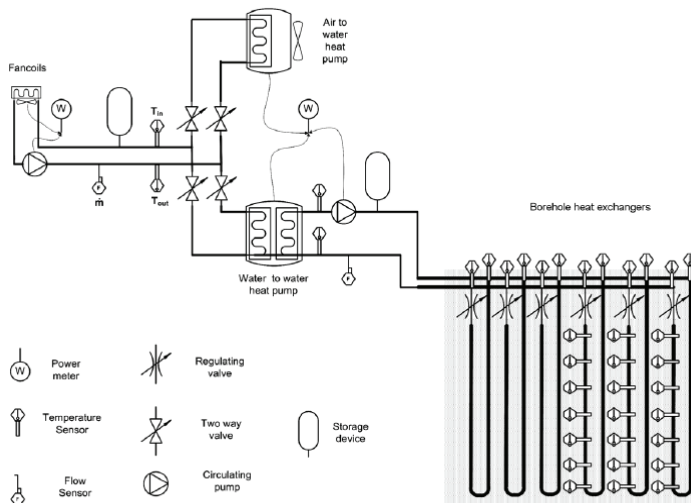 Air to
water
heat
pump
Fancoils
W
W
Tin
Tout
F
ṁ
Borehole heat exchangers
F
Water to water
heat pump
W
Power
meter
Regulating
valve
Temperature
Sensor
Two way
valve
Storage
device
F
Flow
Sensor
Circulating
pump